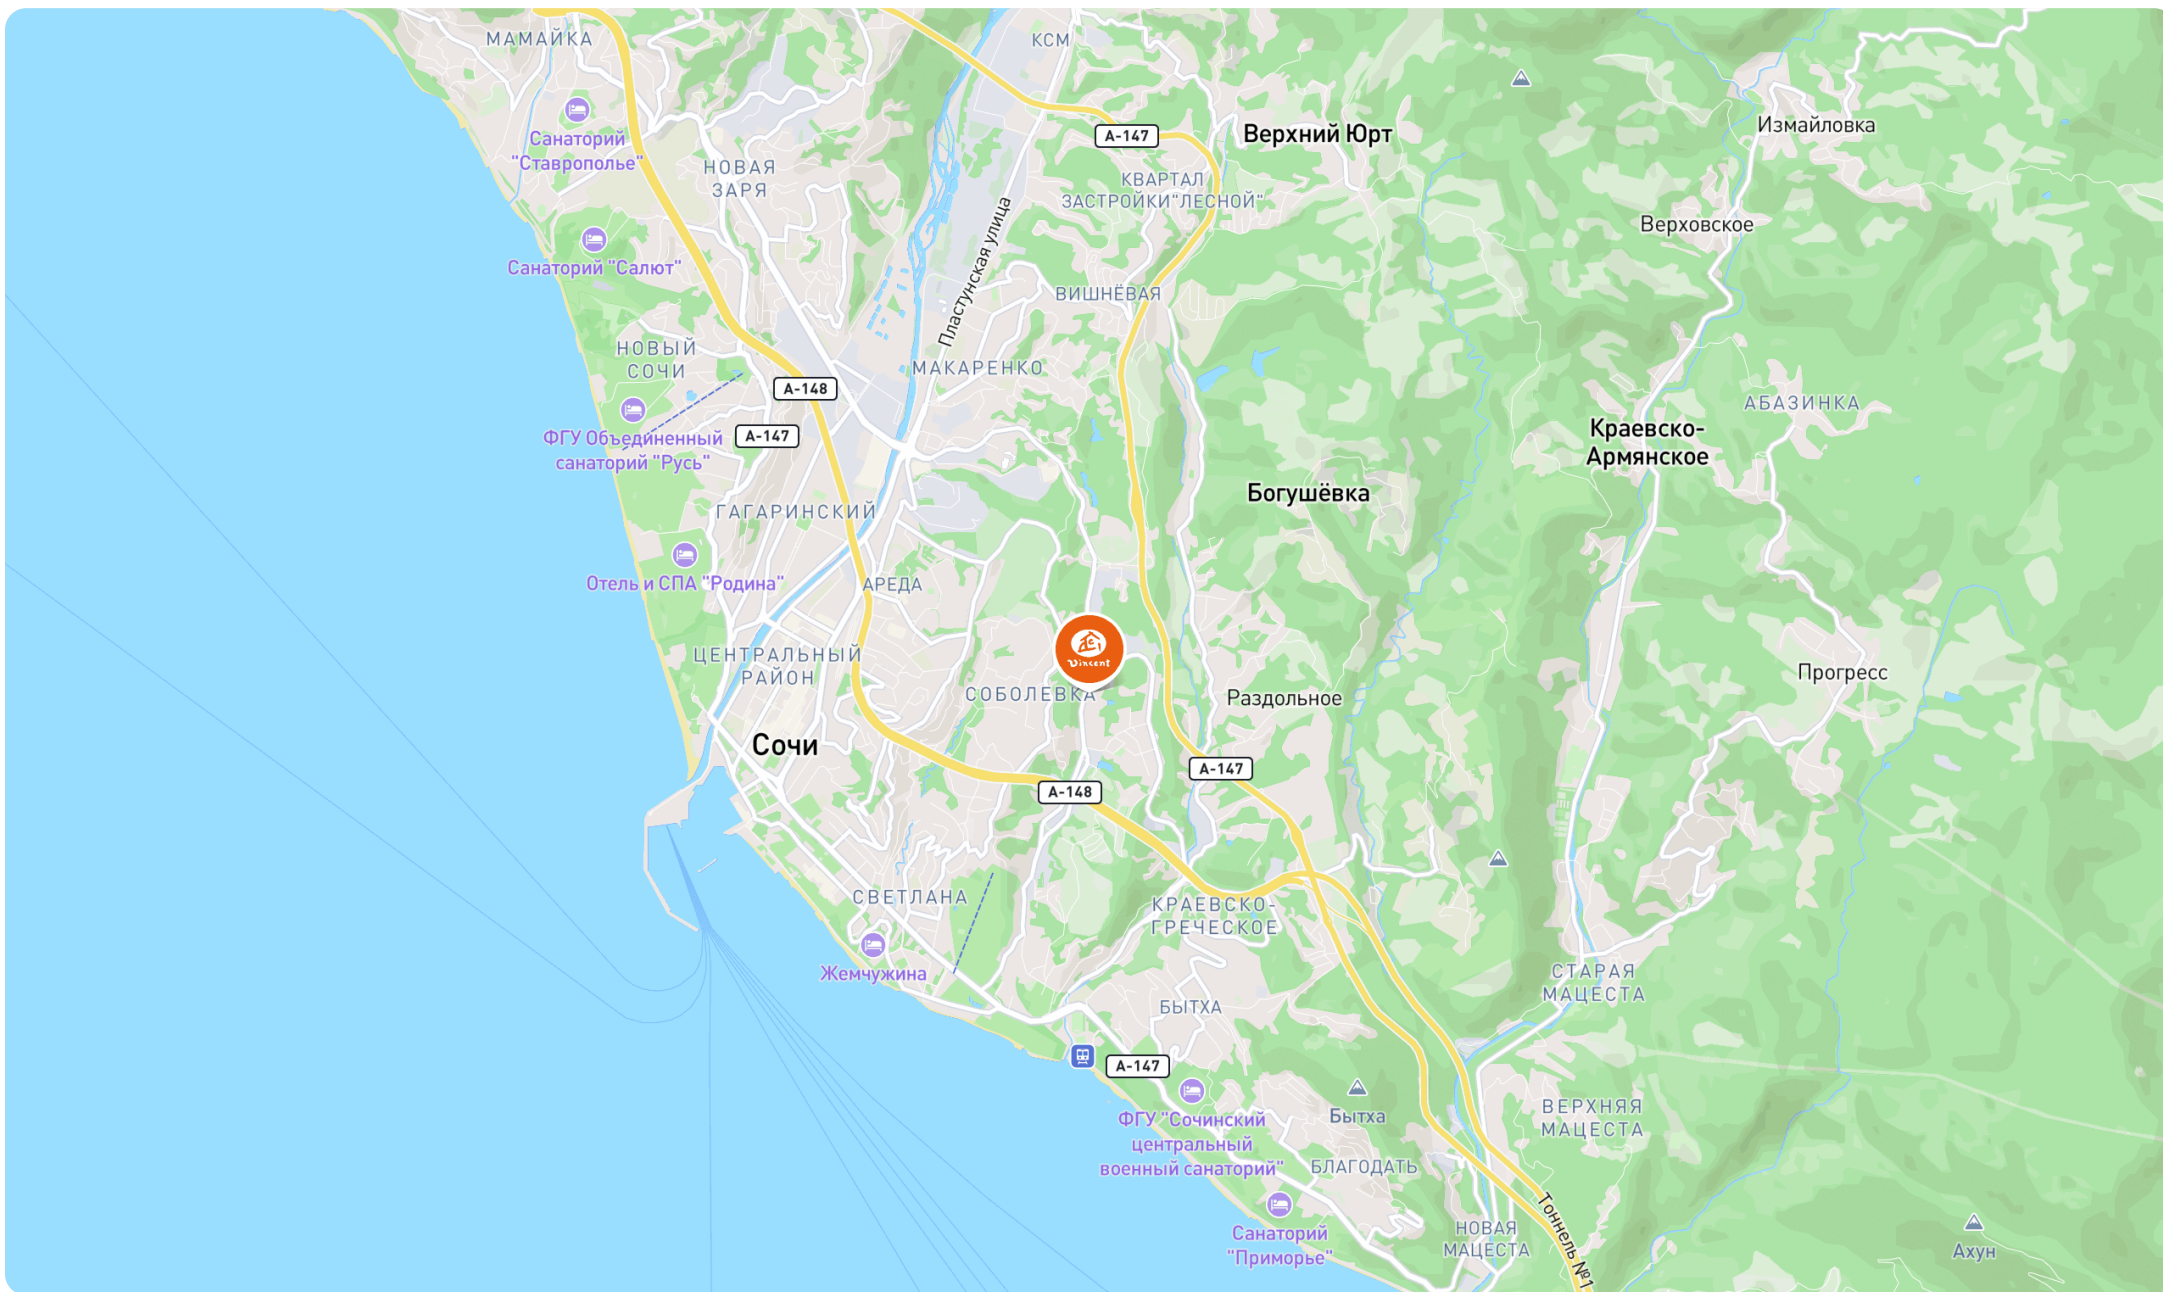 МАМАЙКА
КСМ
Санаторий
"Ставрополье"
А-147
Верхний Юрт
Измайловка
НОВАЯ
ЗАРЯ
КВАРТАЛ
ЗАСТРОЙКИ"ЛЕСНОЙ"
Верховское
Пластунская улица
Санаторий "Салют"
ВИШНЁВАЯ
НОВЫЙ
СОЧИ
МАКАРЕНКО
А-148
АБАЗИНКА
ФГУ Объединенный
санаторий "Русь"
А-147
Краевско-
Армянское
Богушёвка
ГАГАРИНСКИЙ
Отель и СПА "Родина"
АРЕДА
ЦЕНТРАЛЬНЫЙ
РАЙОН
Vincent
СОБОЛЕВКА
Раздольное
Прогресс
Сочи
А-147
А-148
СВЕТЛАНА
КРАЕВСКО-
ГРЕЧЕСКОЕ
Жемчужина
СТАРАЯ
МАЦЕСТА
БЫТХА
А-147
ФГУ "Сочинский
центральный
военный санаторий"
Бытха
ВЕРХНЯЯ
МАЦЕСТА
БЛАГОДАТЬ
Санаторий
"Приморье"
НОВАЯ
МАЦЕСТА
Тоннель №1
Ахун